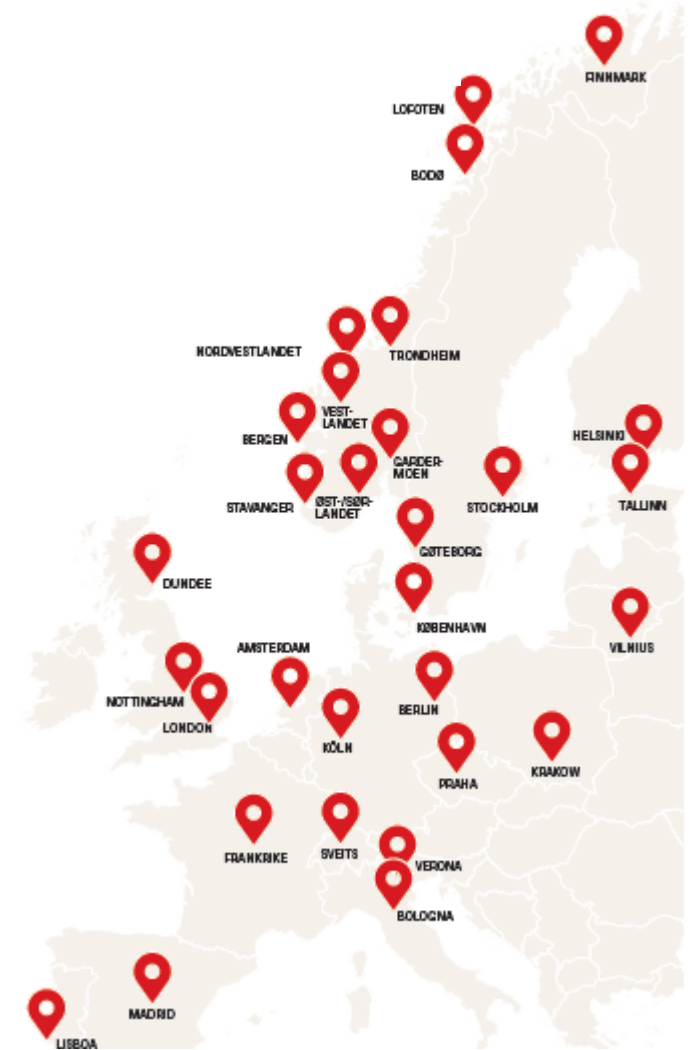 FINNMARK
LOFOTEN
BODØ
NORDVESTLANDET
TRONDHEIM
VEST-
LANDET
BERGEN
GARDER-
MOEN
HELSINKI
STAVANGER
ØST-/SØR-
LANDET
STOCKHOLM
TALLINN
GØTEBORG
DUNDEE
KØBENHAVN
VILNIUS
AMSTERDAM
NOTTINGHAM
BERLIN
LONDON
KÖLN
KRAKOW
PRAHA
FRANKRIKE
SVEITS
VERONA
BOLOGNA
MADRID
LISBOA